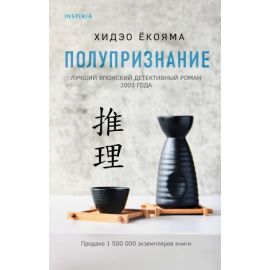 INSPIRIA
ХИДЭО ЁКОЯМА
ПОЛУПРИЗНАНИЕ
ЛУЧШИЙ ЯПОНСКИЙ ДЕТЕКТИВНЫЙ РОМАН
2003 ГОДА
推
理
Продано 1 500 000 экземпляров книги